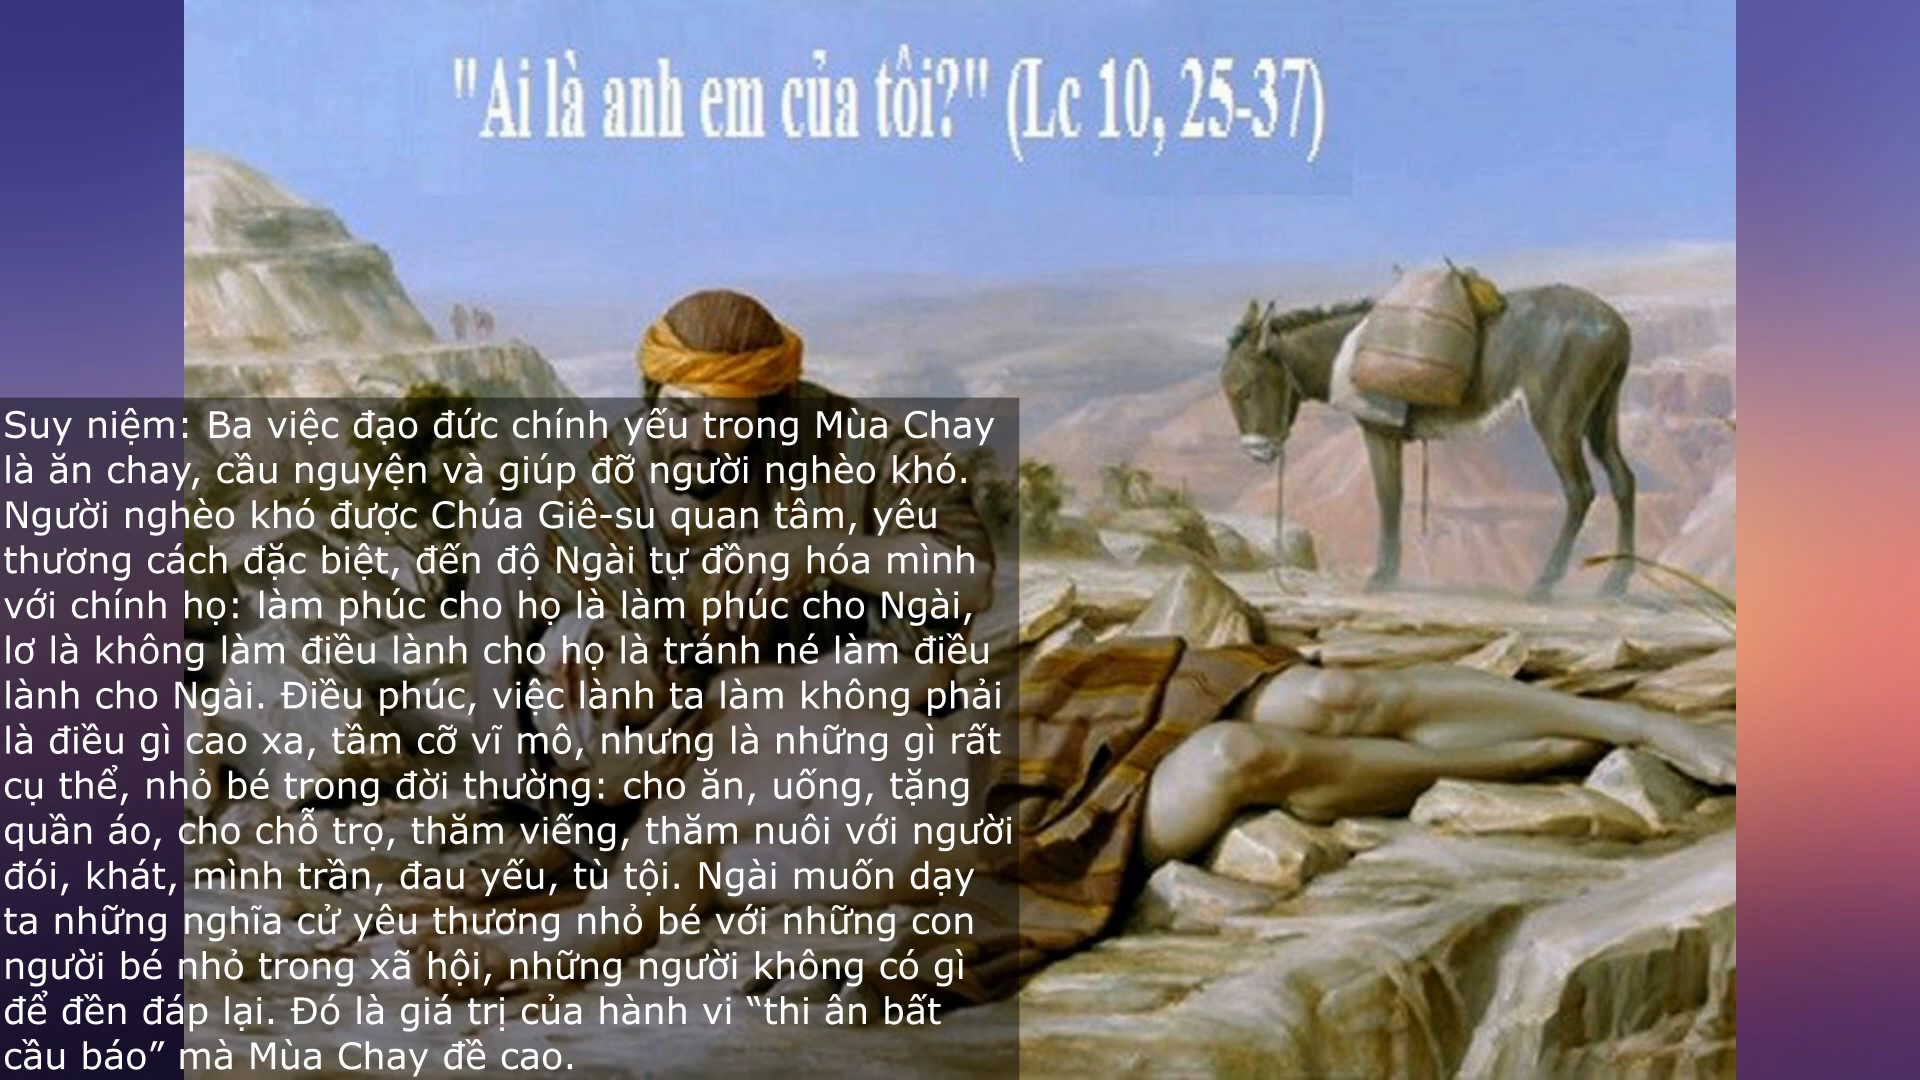 "Ai là anh em của tôi?" (Lc 10, 25-37)
Suy niệm: Ba việc đạo đức chính yếu trong Mùa Chay
là ăn chay, cầu nguyện và giúp đỡ người nghèo khó.
Người nghèo khó được Chúa Giê-su quan tâm, yêu
thương cách đặc biệt, đến độ Ngài tự đồng hóa mình
với chính họ: làm phúc cho họ là làm phúc cho Ngài,
lơ là không làm điều lành cho họ là tránh né làm điều
lành cho Ngài. Điều phúc, việc lành ta làm không phải
là điều gì cao xa, tầm cỡ vĩ mô, nhưng là những gì rất
cụ thể, nhỏ bé trong đời thường: cho ăn, uống, tặng
quần áo, cho chỗ trọ, thăm viếng, thăm nuôi với người
đói, khát, mình trần, đau yếu, tù tội. Ngài muốn dạy
ta những nghĩa cử yêu thương nhỏ bé với những con
người bé nhỏ trong xã hội, những người không có gì
để đền đáp lại. Đó là giá trị của hành vi “thi ân bất
cầu báo” mà Mùa Chay đề cao.